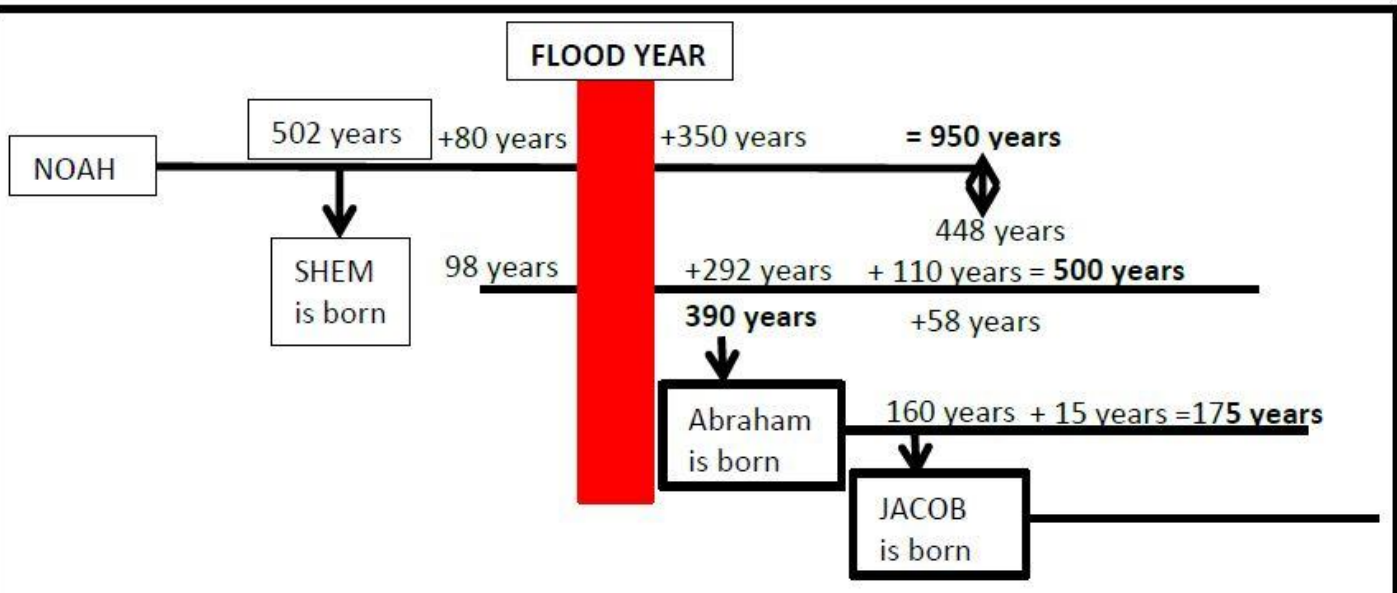 FLOOD YEAR
502 years
+80 years
+350 years
= 950 years
NOAH
448 years
SHEM
is born
98 years
+292 years
+ 110 years = 500 years
390 years
+58 years
Abraham
is born
160 years + 15 years =175 years
JACOB
is born